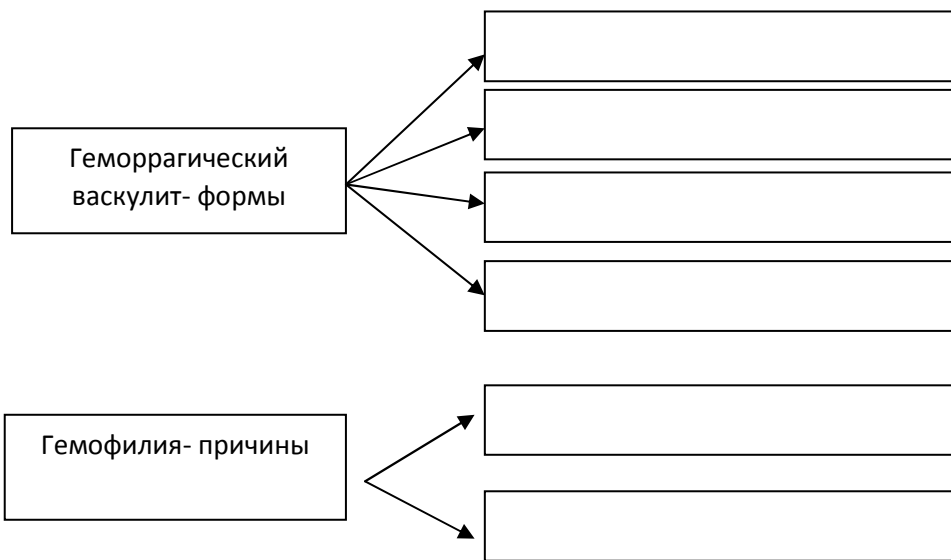 Геморрагический
васкулит- формы
Гемофилия- причины